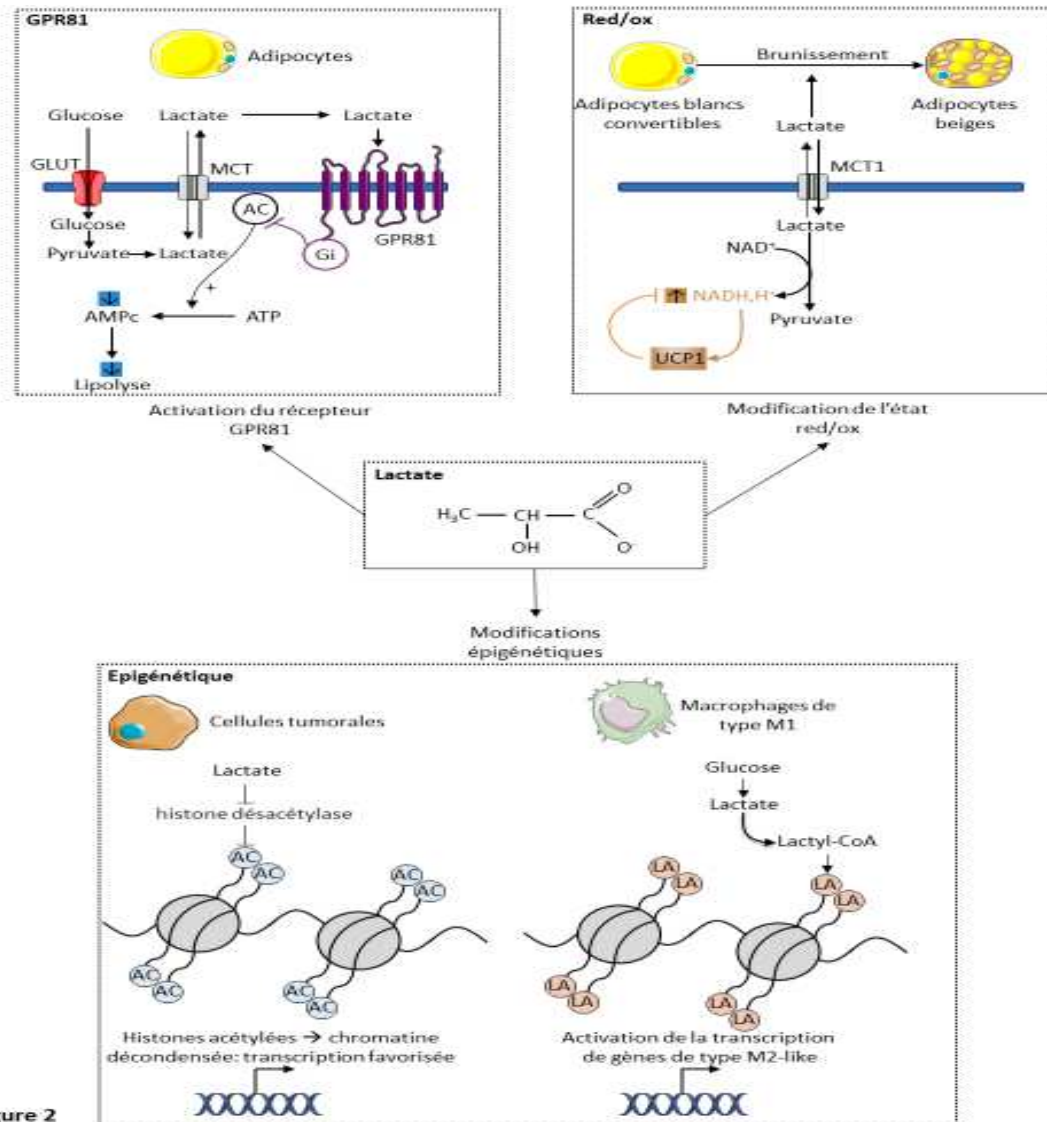 GPR81
Adipocytes
Glucose
Lactate
Lactate
GLUT
MCT
AC
Glucose
Pyruvate
Lactate
Gi
GPR81
+
AMPc
ATP
Lipolyse
Activation du récepteur
GPR81
Red/ox
Brunissement
Adipocytes blancs
convertibles
Adipocytes
beiges
Lactate
MCT1
Lactate
NAD+
NADH,H+
Pyruvate
UCP1
Modification de l'état
red/ox
Lactate
H3C — CH — C
O
OH
O-
Modifications
épigénétiques
Epigénétique
Cellules tumorales
Lactate
histone désacétylase
AC
AC
AC
AC
AC
AC
AC
AC
Histones acétylées → chromatine
décondensée: transcription favorisée
Macrophages de
type M1
Glucose
Lactate
Lactyl-CoA
LA
LA
LA
LA
LA
LA
LA
LA
Activation de la transcription
de gènes de type M2-like
ure 2